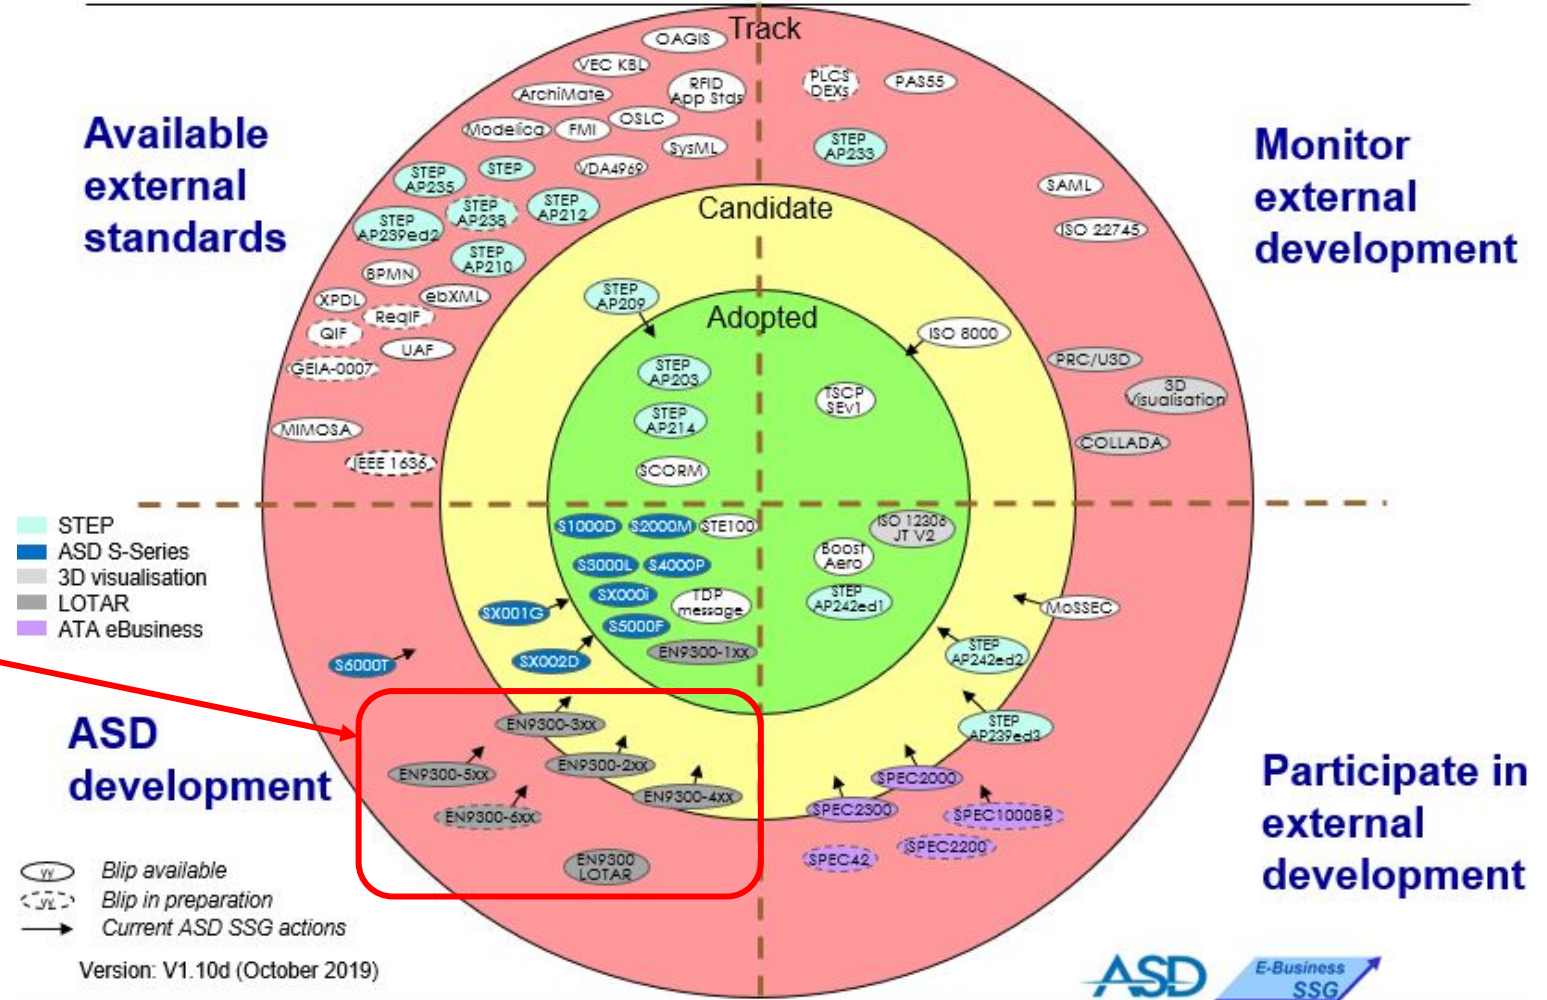 Track
Candidate
Adopted
Available
external
standards
OAGIS
VEC KBL
ArchiMate
RFID
App Stds
Modelica
FMI
OSLC
SysML
VDA4969
STEP
AP235
STEP
STEP
AP238
STEP
AP212
STEP
AP239ed2
STEP
AP210
BPMN
XPDL
ebXML
ReqIF
QIF
UAF
GEIA-0007
MIMOSA
IEEE 1636
STEP
AP209
STEP
AP203
STEP
AP214
SCORM
Monitor
external
development
PLCS
DEXs
PAS55
STEP
AP233
SAML
ISO 22745
ISO 8000
PRC/U3D
3D
Visualisation
COLLADA
TSCP
SEv1
STEP
ASD S-Series
3D visualisation
LOTAR
ATA eBusiness
ASD
development
S1000D
S2000M
STE100
S3000L
S4000P
SX000i
TDP
message
S5000F
EN9300-1xx
SX001G
SX002D
S6000T
EN9300-3xx
EN9300-2xx
EN9300-5xx
EN9300-4xx
EN9300-6xx
EN9300
LOTAR
Participate in
external
development
ISO 12306
JT V2
Boost
Aero
STEP
AP242ed1
MoSSEC
STEP
AP242ed2
STEP
AP239ed3
SPEC2000
SPEC2300
SPEC1000BR
SPEC2200
SPEC42
yy
Blip available
yy
Blip in preparation
Current ASD SSG actions
Version: V1.10d (October 2019)
ASD
E-Business
SSG